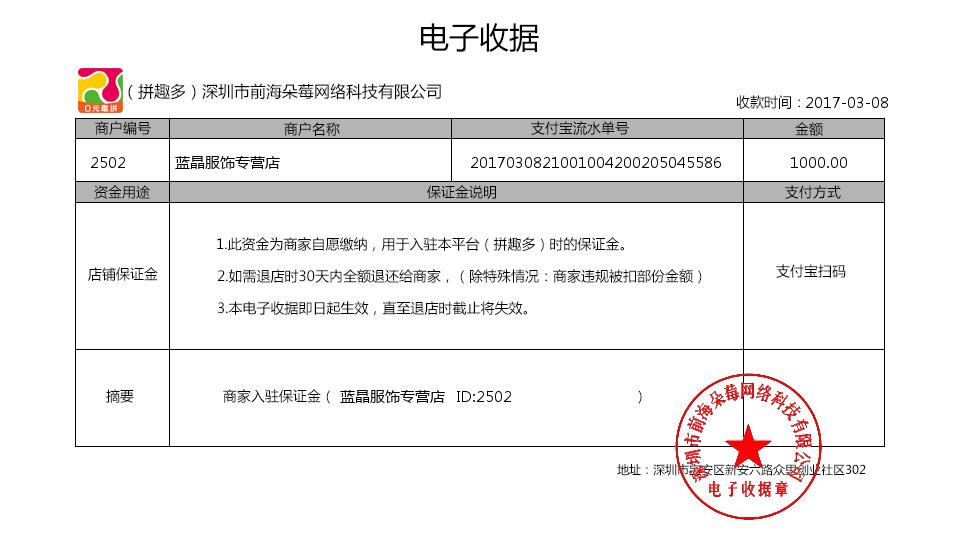 电子收据
0元趣拼
（拼趣多）深圳市前海朵莓网络科技有限公司
收款时间：2017-03-08
商户编号 商户名称 支付宝流水单号 金额
2502 蓝晶服饰专营店 2017030821001004200205045586 1000.00
资金用途 保证金说明 支付方式
1.此资金为商家自愿缴纳，用于入驻本平台（拼趣多）时的保证金。
店铺保证金 2.如需退店时30天内全额退还给商家，（除特殊情况：商家违规被扣部份金额） 支付宝扫码
3.本电子收据即日起生效，直至退店时截止将失效。
摘要 商家入驻保证金（ 蓝晶服饰专营店 ID:2502 ）
深圳市前海朵莓网络科技有限公司
地址：深圳市宝安区新安六路众里创业社区302
电子收据章